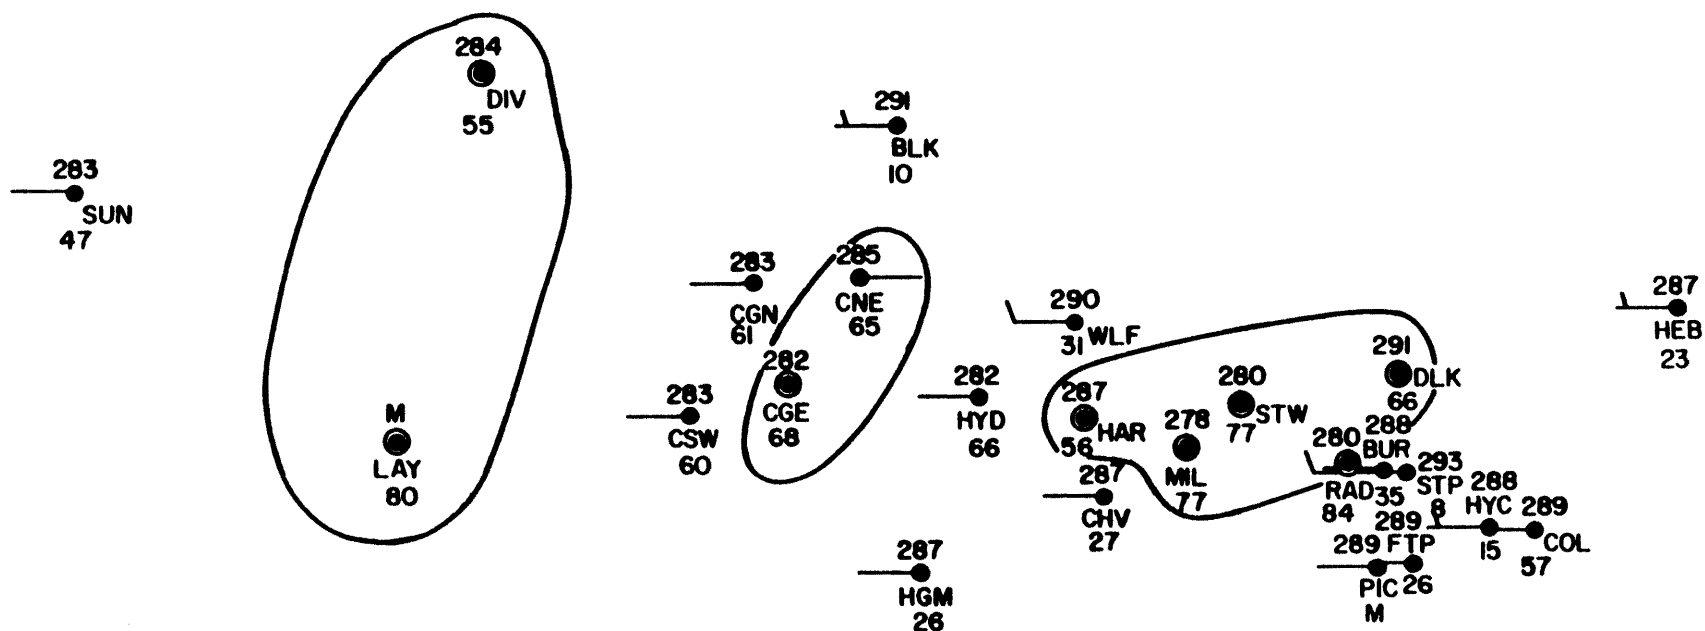 284
DIV
55
291
BLK
10
283
SUN
47
283
CGN
61
285
CNE
65
290
WLF
31
287
HEB
23
282
CGE
68
283
CSW
60
282
HYD
66
287
HAR
56
278
MIL
77
280
STW
77
291
DLK
66
M
LAY
80
280
RAD
84
288
BUR
35
293
STP
8
287
CHV
27
288
HYC
15
289
COL
57
289
FTP
26
289
PIC
M
287
HGM
26